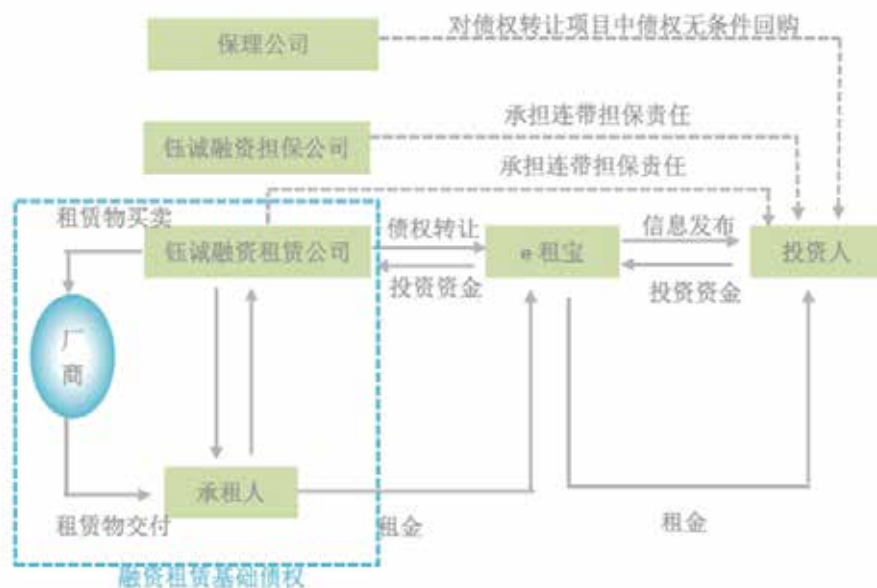 对债权转让项目中债权无条件回购
保理公司
承担连带担保责任
钰诚融资担保公司
承担连带担保责任
租赁物买卖
钰诚融资租赁公司
债权转让
e租宝
信息发布
投资人
投资资金
投资资金
厂商
承租人
租赁物交付
租金
租金
融资租赁基础债权